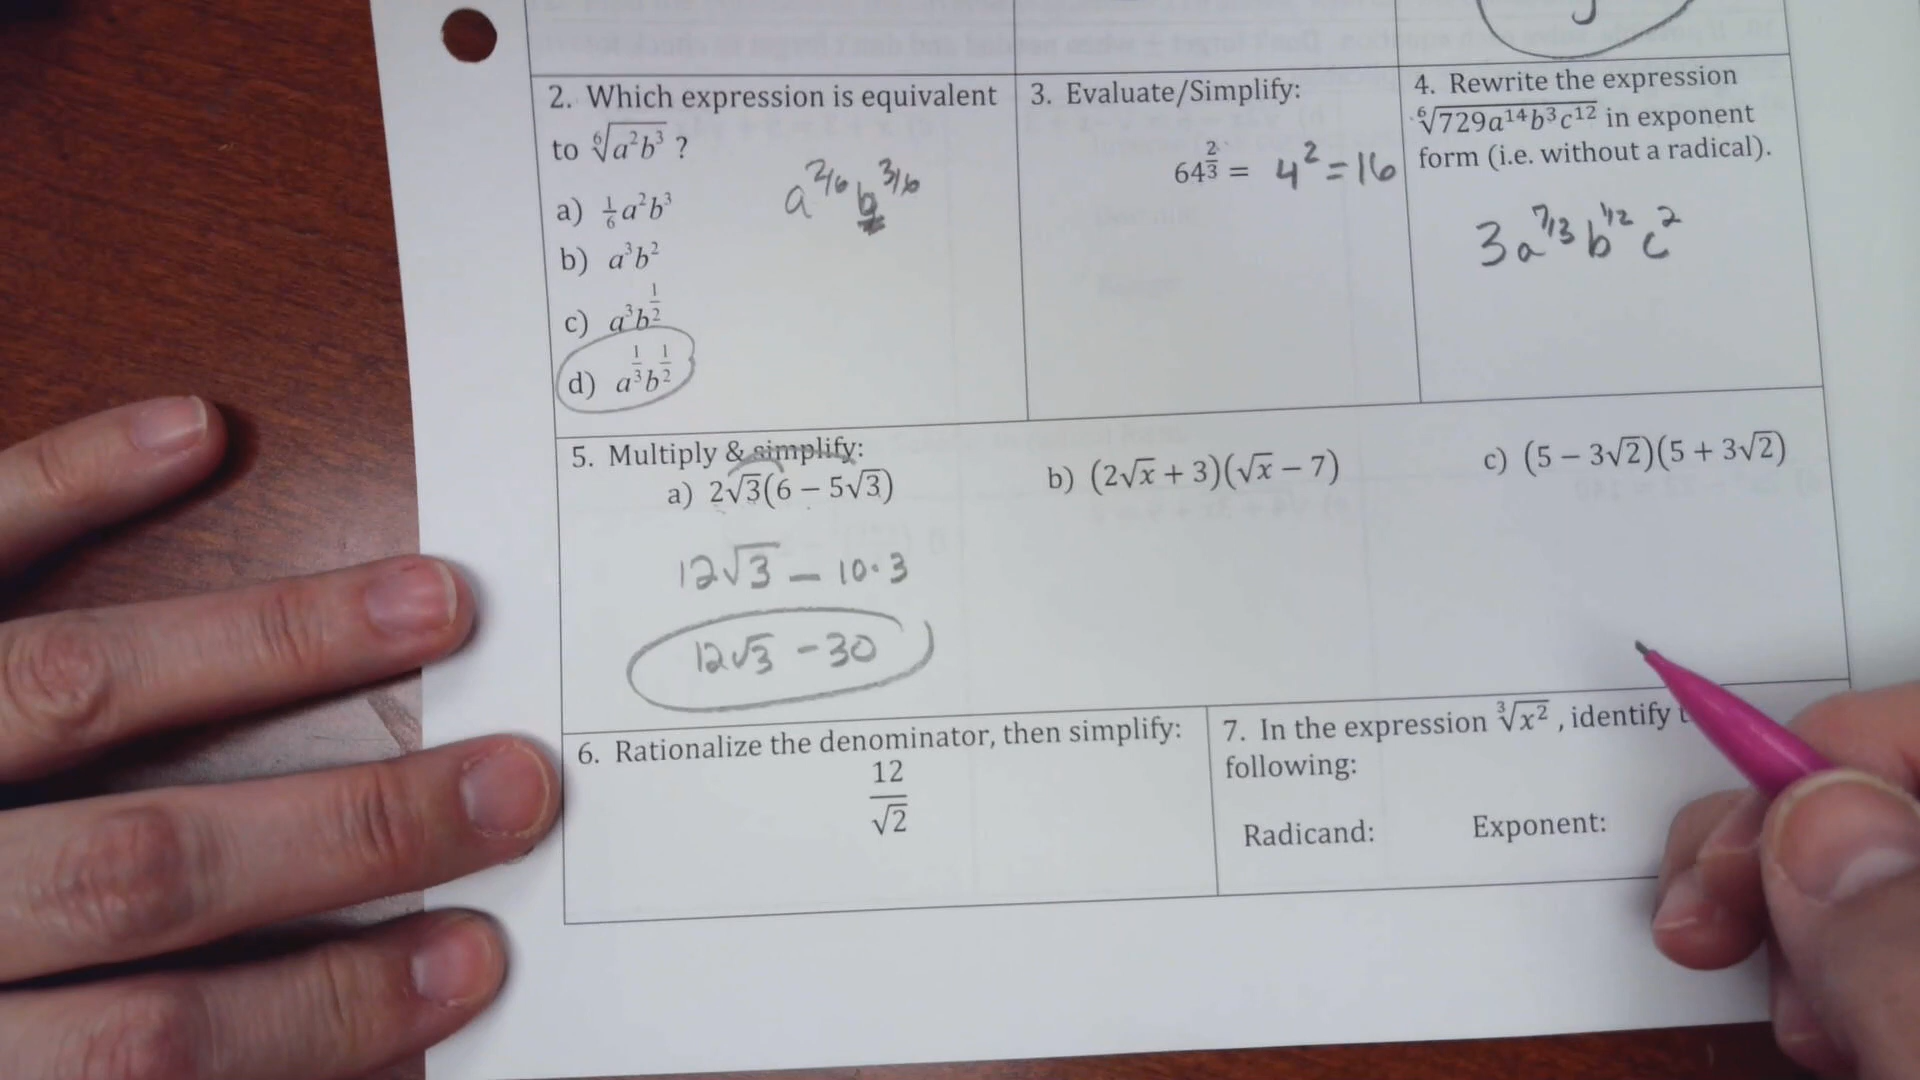 2. Which expression is equivalent
to ⁶√a²b³ ?
a) 1/6 a²b³
b) a³b²
c) a³b^(1/2)
d) a^(1/3)b^(1/2)
a^(2/6) b^(3/6)
3. Evaluate/Simplify:
64^(2/3) = 4² = 16
4. Rewrite the expression
⁶√729a¹⁴b³c¹² in exponent
form (i.e. without a radical).
3a^(7/3) b^(1/2) c²
5. Multiply & simplify:
a) 2√3(6 – 5√3)
12√3 – 10·3
12√3 – 30
b) (2√x + 3)(√x – 7)
c) (5 – 3√2)(5 + 3√2)
6. Rationalize the denominator, then simplify:
12
√2
7. In the expression ³√x² , identify
following:
Radicand: Exponent: